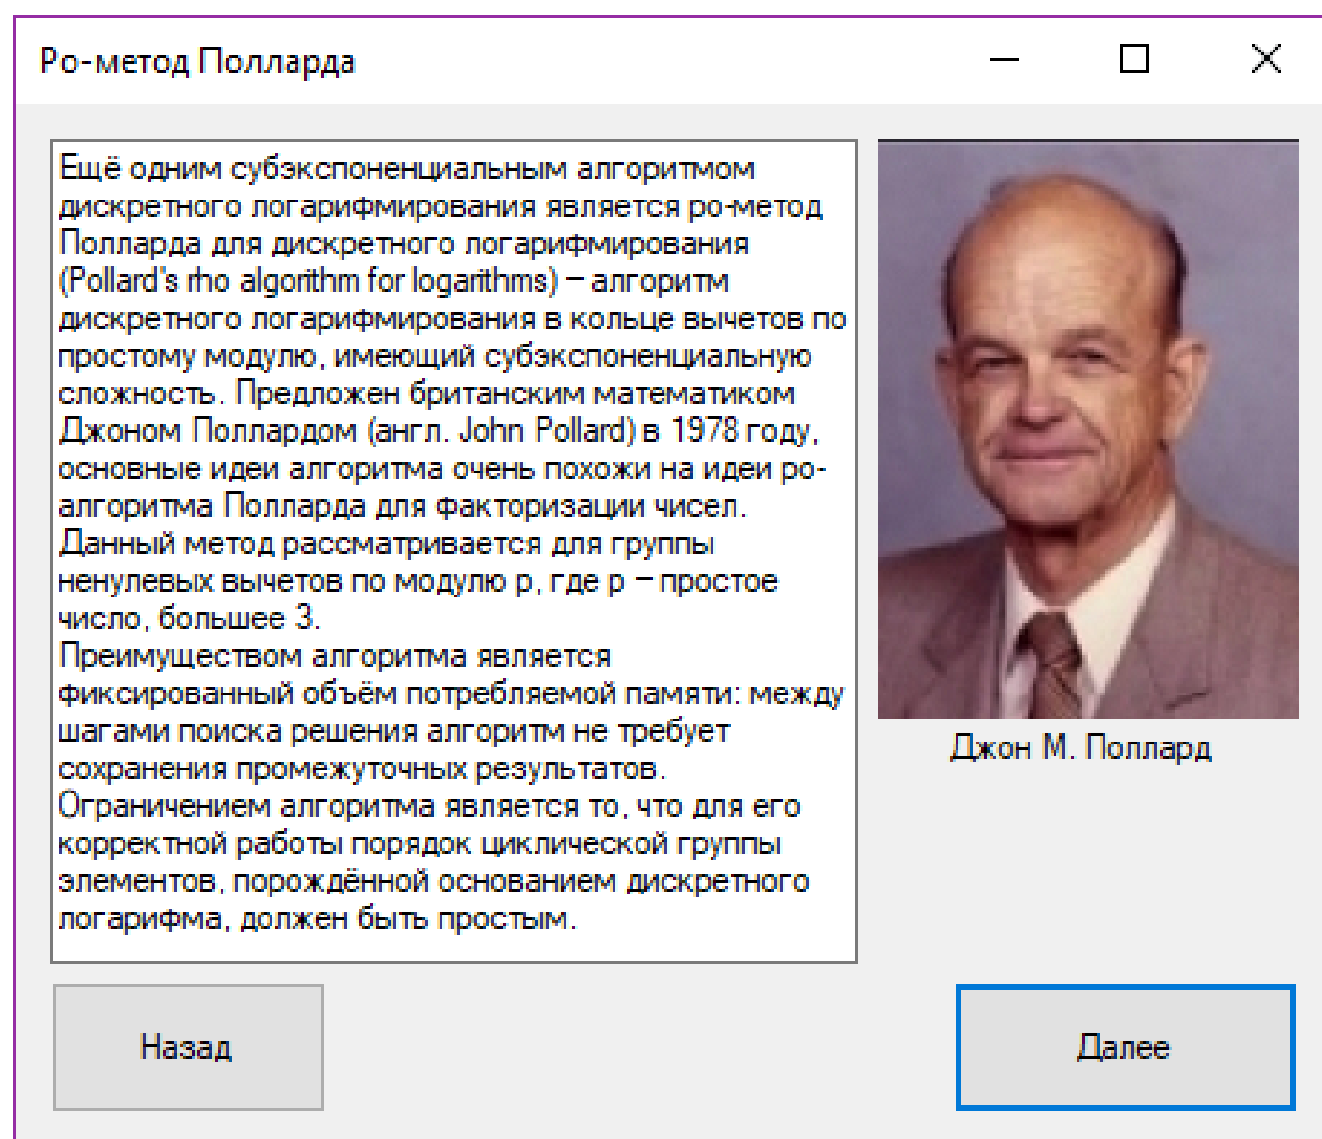 Ро-метод Полларда
Ещё одним субэкспоненциальным алгоритмом
дискретного логарифмирования является ро-метод
Полларда для дискретного логарифмирования
(Pollard's rho algorithm for logarithms) – алгоритм
дискретного логарифмирования в кольце вычетов по
простому модулю, имеющий субэкспоненциальную
сложность. Предложен британским математиком
Джоном Поллардом (англ. John Pollard) в 1978 году,
основные идеи алгоритма очень похожи на идеи ро-
алгоритма Полларда для факторизации чисел.
Данный метод рассматривается для группы
ненулевых вычетов по модулю p, где p – простое
число, большее 3.
Преимуществом алгоритма является
фиксированный объём потребляемой памяти: между
шагами поиска решения алгоритм не требует
сохранения промежуточных результатов.
Ограничением алгоритма является то, что для его
корректной работы порядок циклической группы
элементов, порождённой основанием дискретного
логарифма, должен быть простым.
Джон М. Поллард
Назад
Далее